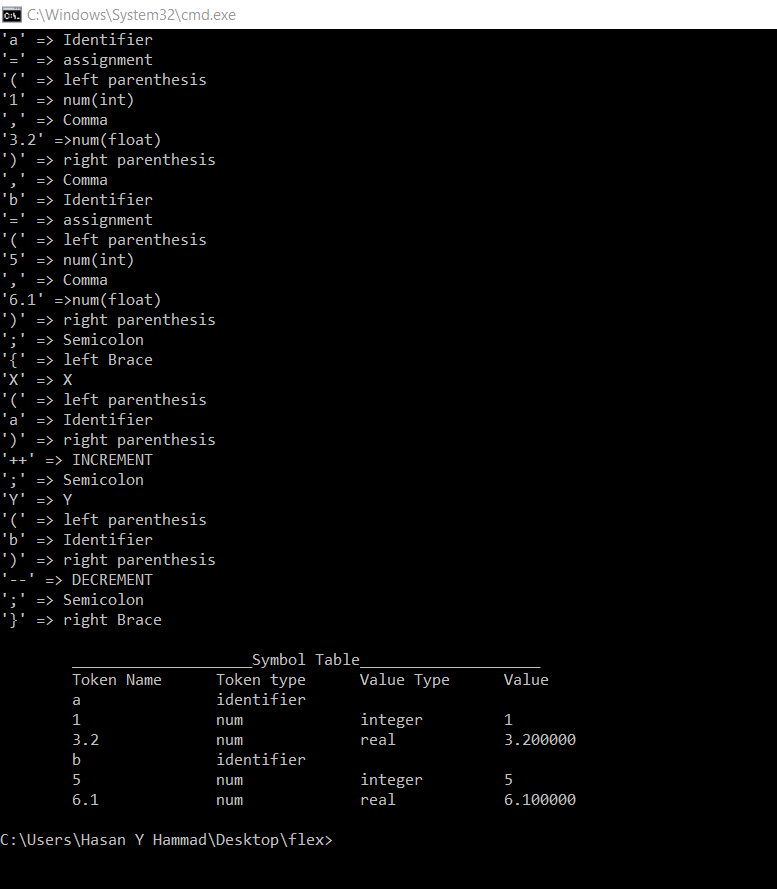 C:\Windows\System32\cmd.exe
'a' => Identifier
'=' => assignment
'(' => left parenthesis
'1' => num(int)
',' => Comma
'3.2' =>num(float)
')' => right parenthesis
',' => Comma
'b' => Identifier
'=' => assignment
'(' => left parenthesis
'5' => num(int)
',' => Comma
'6.1' =>num(float)
')' => right parenthesis
';' => Semicolon
'{' => left Brace
'X' => X
'(' => left parenthesis
'a' => Identifier
')' => right parenthesis
'++' => INCREMENT
';' => Semicolon
'Y' => Y
'(' => left parenthesis
'b' => Identifier
')' => right parenthesis
'--' => DECREMENT
';' => Semicolon
'}' => right Brace
____________________Symbol Table____________________
Token Name Token type Value Type Value
a identifier
1 num integer 1
3.2 num real 3.200000
b identifier
5 num integer 5
6.1 num real 6.100000
C:\Users\Hasan Y Hammad\Desktop\flex>